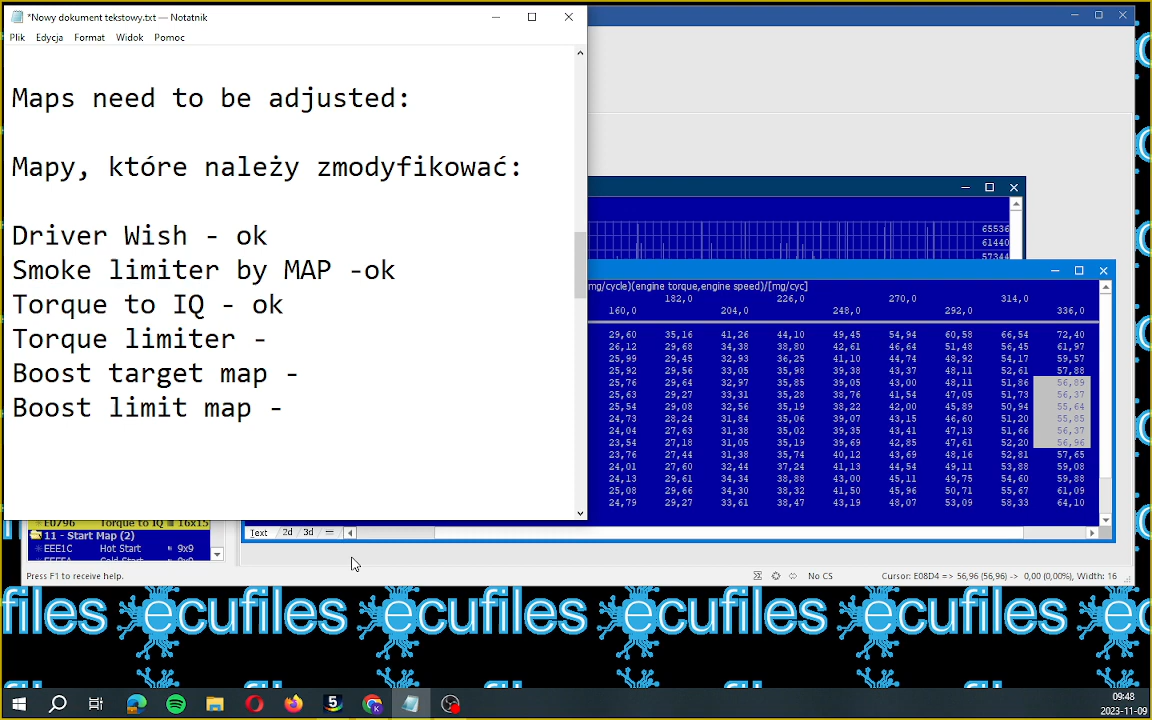 *Nowy dokument tekstowy.txt — Notatnik
Plik Edycja Format Widok Pomoc
Maps need to be adjusted:
Mapy, które należy zmodyfikować:
Driver Wish - ok
Smoke limiter by MAP -ok
Torque to IQ - ok
Torque limiter -
Boost target map -
Boost limit map -
65536
61440
57344
mg/cycle)(engine torque,engine speed)/[mg/cyc]
182,0 226,0 270,0 314,0
160,0 204,0 248,0 292,0 336,0
29,60 35,16 41,26 44,10 49,45 54,94 60,58 66,54 72,40
26,12 29,68 34,38 38,80 42,61 46,64 51,48 56,45 61,97
25,99 29,45 32,93 36,25 41,10 44,74 48,92 54,17 59,57
25,92 29,56 33,05 35,98 39,38 43,37 48,11 52,61 57,88
25,76 29,64 32,97 35,85 39,05 43,00 48,11 51,86 56,89
25,63 29,27 33,31 35,28 38,76 41,54 47,05 51,73 56,37
25,54 29,08 32,56 35,19 38,22 42,00 45,89 50,94 55,64
24,73 28,24 31,84 35,06 39,07 43,15 46,60 51,20 55,85
24,04 27,63 31,38 35,02 39,35 43,41 47,13 51,66 56,37
23,54 27,18 31,05 35,19 39,69 42,85 47,61 52,20 56,96
23,76 27,44 31,38 35,74 40,12 43,69 48,16 52,81 57,65
24,01 27,60 32,44 37,24 41,13 44,54 49,11 53,88 59,08
24,13 29,61 34,34 38,88 43,00 45,11 49,75 54,60 59,88
25,08 29,66 34,30 38,32 41,50 45,96 50,71 55,67 61,09
24,79 29,27 33,61 38,47 43,19 48,07 53,09 58,33 64,10
E0796 Torque to IQ 16x15
11 - Start Map (2)
EEE1C Hot Start 9x9
Text 2d 3d
Press F1 to receive help.
No CS
Cursor: E08D4 => 56,96 (56,96) -> 0,00 (0,00%), Width: 16
ecufiles
09:48
2023-11-09